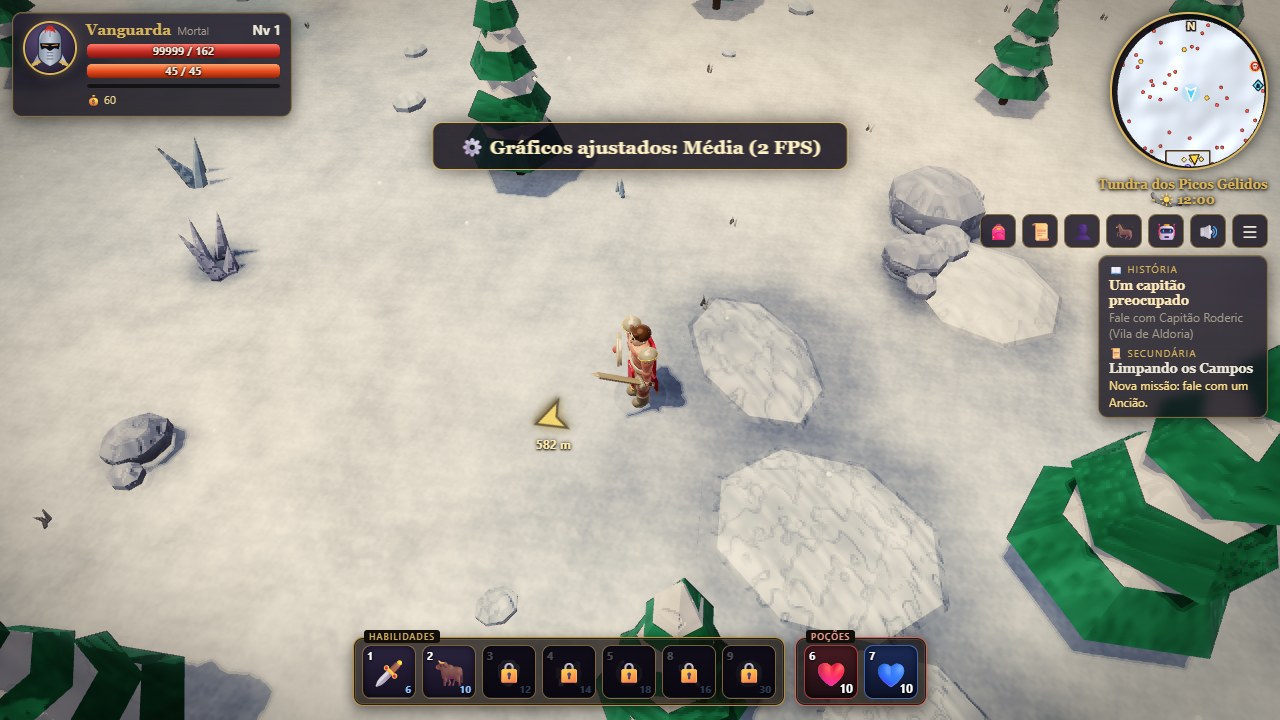 Vanguarda Mortal Nv 1
99999 / 162
45 / 45
60
Gráficos ajustados: Média (2 FPS)
N
Tundra dos Picos Gélidos
12:00
HISTÓRIA
Um capitão
preocupado
Fale com Capitão Roderic
(Vila de Aldoria)
SECUNDÁRIA
Limpando os Campos
Nova missão: fale com um
Ancião.
582 m
HABILIDADES
1 6
2 10
3 12
4 14
5 18
8 16
9 30
POÇÕES
6 10
7 10